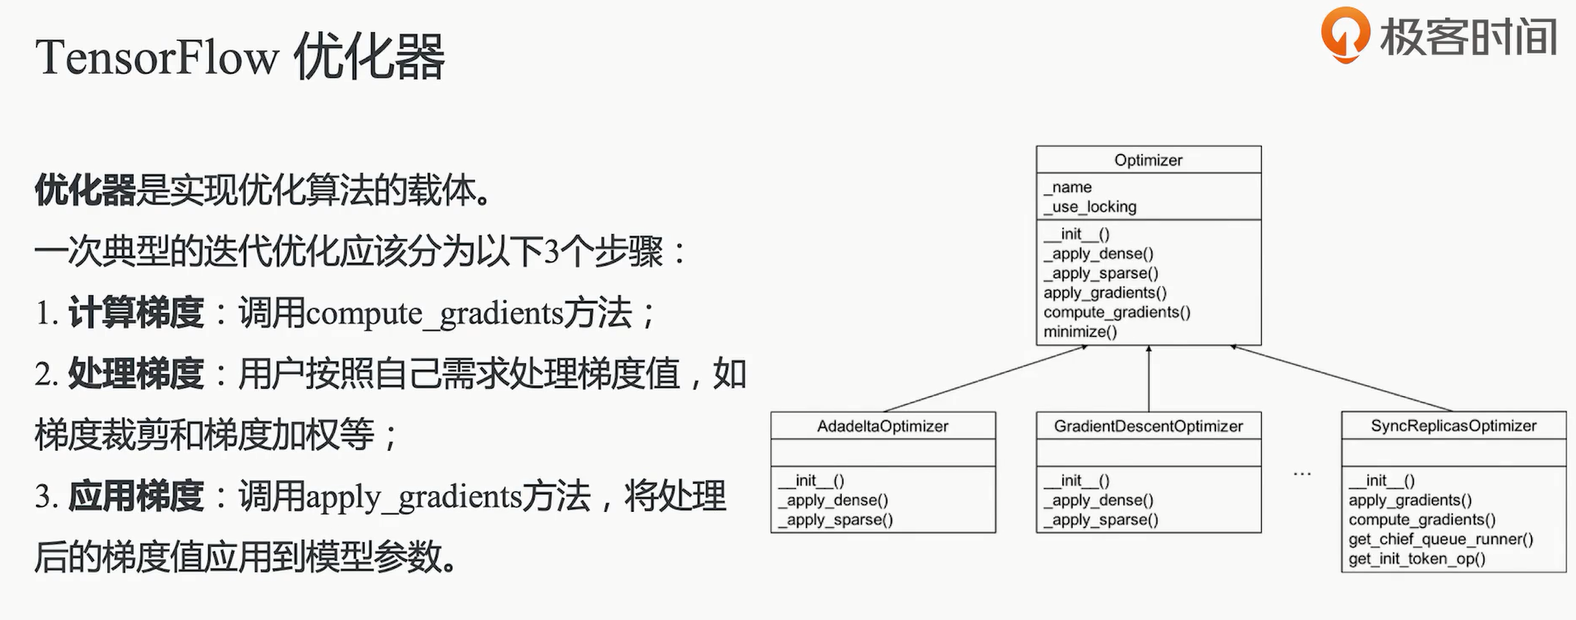 TensorFlow 优化器
极客时间
优化器是实现优化算法的载体。
一次典型的迭代优化应该分为以下3个步骤：
1. 计算梯度：调用compute_gradients方法；
2. 处理梯度：用户按照自己需求处理梯度值，如
梯度裁剪和梯度加权等；
3. 应用梯度：调用apply_gradients方法，将处理
后的梯度值应用到模型参数。
Optimizer
_name
_use_locking
__init__()
_apply_dense()
_apply_sparse()
apply_gradients()
compute_gradients()
minimize()
AdadeltaOptimizer
__init__()
_apply_dense()
_apply_sparse()
GradientDescentOptimizer
__init__()
_apply_dense()
_apply_sparse()
...
SyncReplicasOptimizer
__init__()
apply_gradients()
compute_gradients()
get_chief_queue_runner()
get_init_token_op()